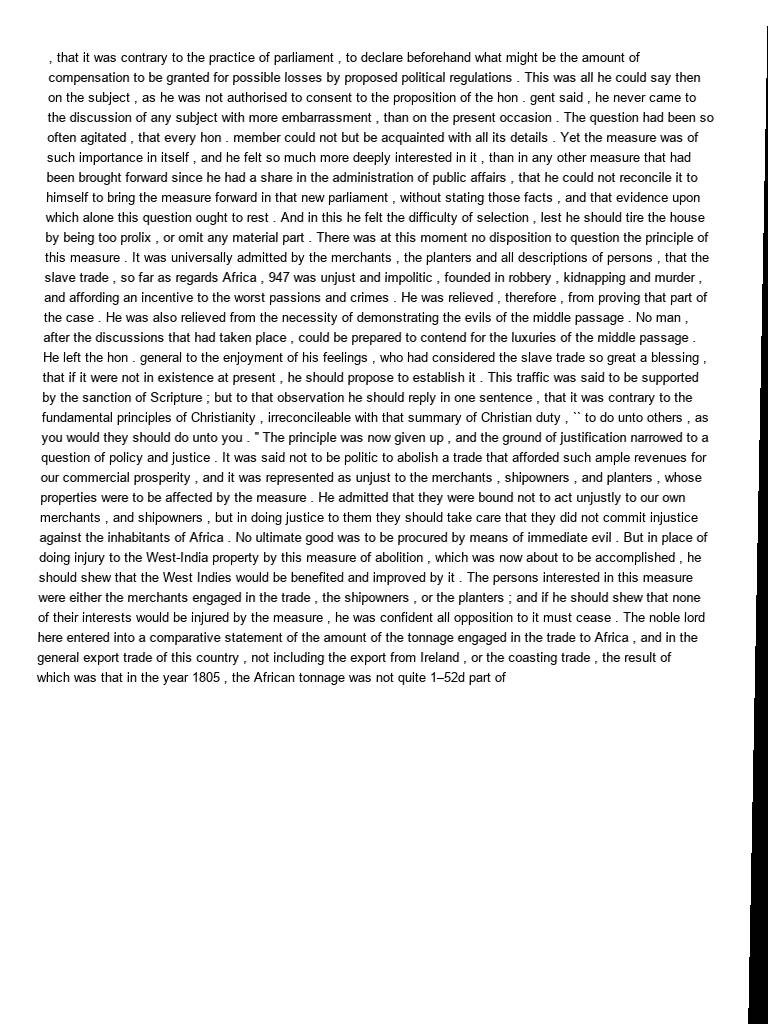 , that it was contrary to the practice of parliament , to declare beforehand what might be the amount of
compensation to be granted for possible losses by proposed political regulations . This was all he could say then
on the subject , as he was not authorised to consent to the proposition of the hon . gent said , he never came to
the discussion of any subject with more embarrassment , than on the present occasion . The question had been so
often agitated , that every hon . member could not but be acquainted with all its details . Yet the measure was of
such importance in itself , and he felt so much more deeply interested in it , than in any other measure that had
been brought forward since he had a share in the administration of public affairs , that he could not reconcile it to
himself to bring the measure forward in that new parliament , without stating those facts , and that evidence upon
which alone this question ought to rest . And in this he felt the difficulty of selection , lest he should tire the house
by being too prolix , or omit any material part . There was at this moment no disposition to question the principle of
this measure . It was universally admitted by the merchants , the planters and all descriptions of persons , that the
slave trade , so far as regards Africa , 947 was unjust and impolitic , founded in robbery , kidnapping and murder ,
and affording an incentive to the worst passions and crimes . He was relieved , therefore , from proving that part of
the case . He was also relieved from the necessity of demonstrating the evils of the middle passage . No man ,
after the discussions that had taken place , could be prepared to contend for the luxuries of the middle passage .
He left the hon . general to the enjoyment of his feelings , who had considered the slave trade so great a blessing ,
that if it were not in existence at present , he should propose to establish it . This traffic was said to be supported
by the sanction of Scripture ; but to that observation he should reply in one sentence , that it was contrary to the
fundamental principles of Christianity , irreconcileable with that summary of Christian duty , `` to do unto others , as
you would they should do unto you . " The principle was now given up , and the ground of justification narrowed to a
question of policy and justice . It was said not to be politic to abolish a trade that afforded such ample revenues for
our commercial prosperity , and it was represented as unjust to the merchants , shipowners , and planters , whose
properties were to be affected by the measure . He admitted that they were bound not to act unjustly to our own
merchants , and shipowners , but in doing justice to them they should take care that they did not commit injustice
against the inhabitants of Africa . No ultimate good was to be procured by means of immediate evil . But in place of
doing injury to the West-India property by this measure of abolition , which was now about to be accomplished , he
should shew that the West Indies would be benefited and improved by it . The persons interested in this measure
were either the merchants engaged in the trade , the shipowners , or the planters ; and if he should shew that none
of their interests would be injured by the measure , he was confident all opposition to it must cease . The noble lord
here entered into a comparative statement of the amount of the tonnage engaged in the trade to Africa , and in the
general export trade of this country , not including the export from Ireland , or the coasting trade , the result of
which was that in the year 1805 , the African tonnage was not quite 1–52d part of